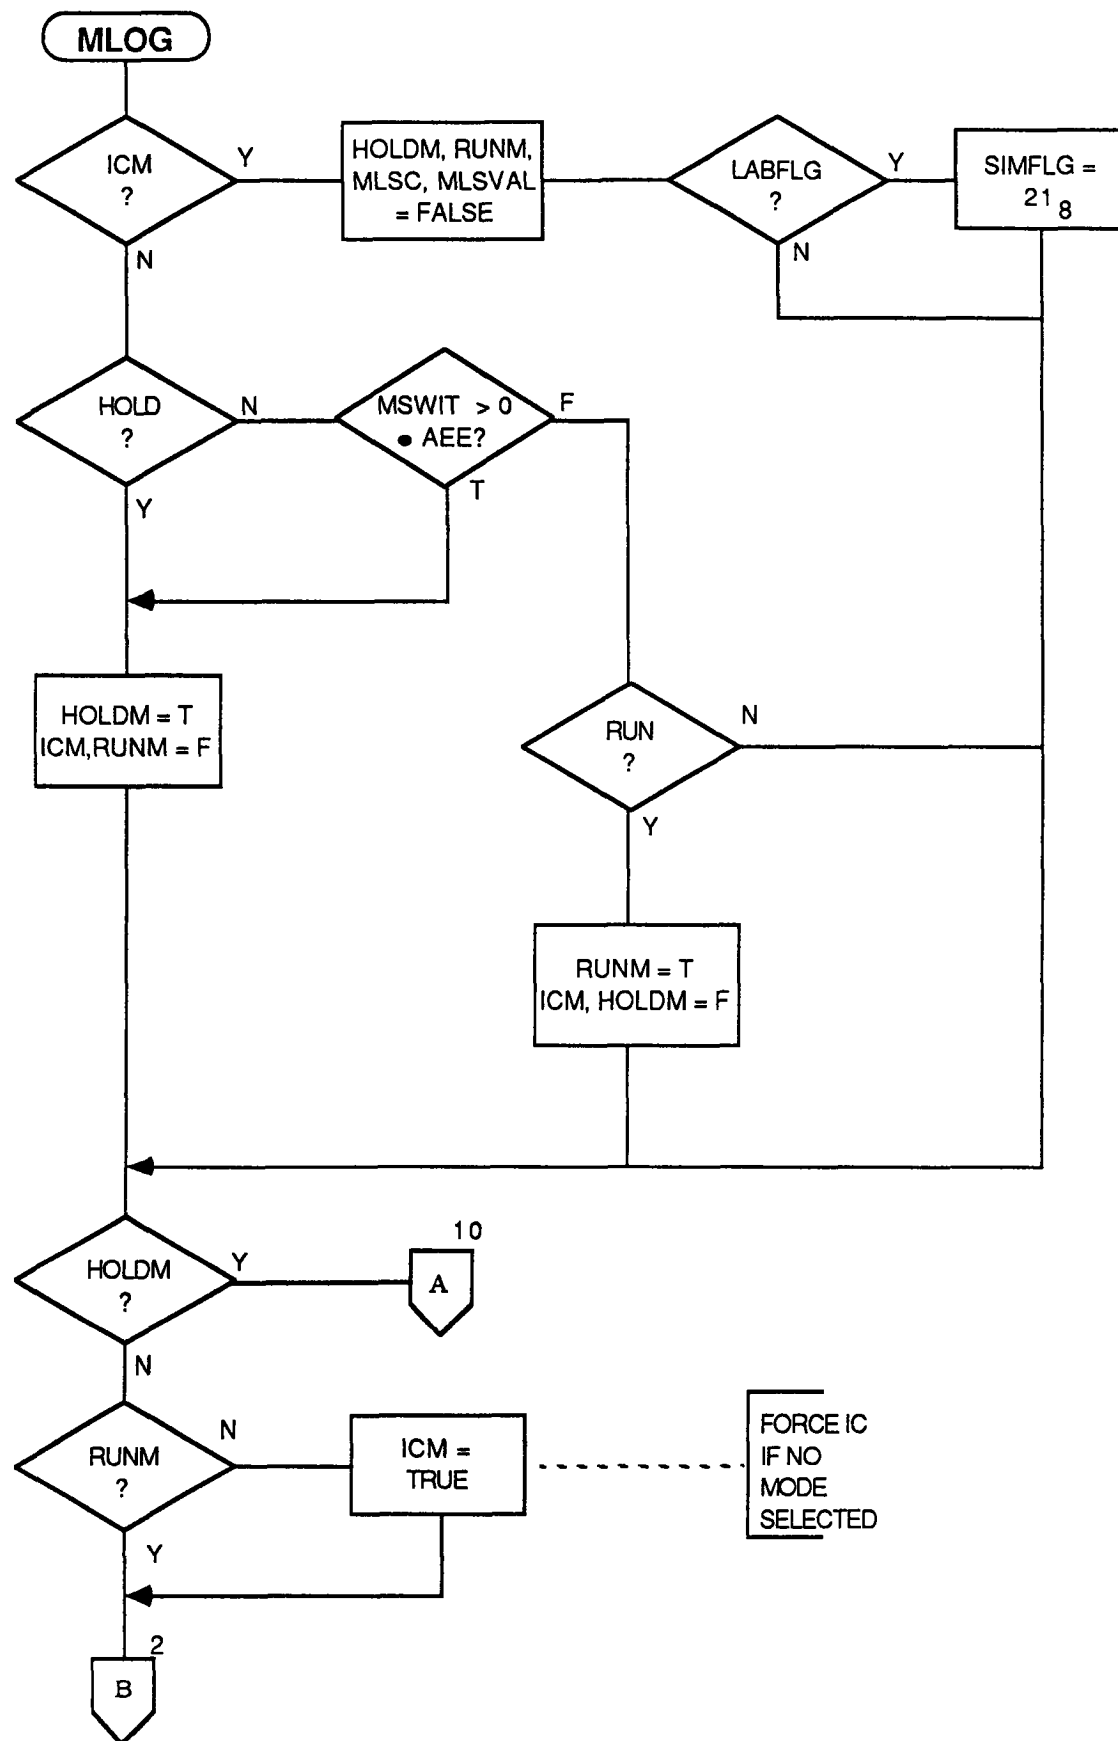 MLOG
ICM
?
Y
N
HOLDM, RUNM,
MLSC, MLSVAL
= FALSE
LABFLG
?
Y
N
SIMFLG =
21 8
HOLD
?
N
Y
MSWIT > 0
• AEE?
F
T
HOLDM = T
ICM,RUNM = F
RUN
?
N
Y
RUNM = T
ICM, HOLDM = F
HOLDM
?
Y
N
10
A
RUNM
?
N
Y
ICM =
TRUE
FORCE IC
IF NO
MODE
SELECTED
2
B